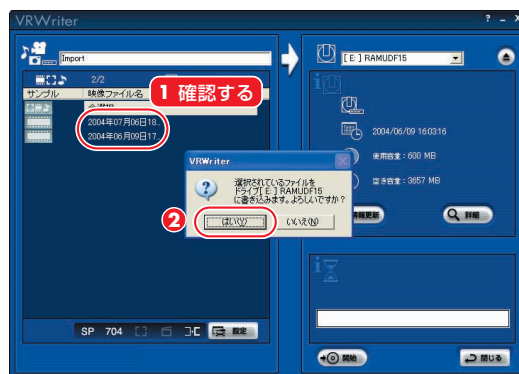 VRWriter
? - X
Import
[E:] RAMUDF15
2/2
サンプル 映像ファイル名
1 確認する
2004年07月06日18..
2004年06月09日17..
2004/06/09 16:03:16
使用容量 : 600 MB
空き容量 : 3657 MB
VRWriter
選択されているファイルを
ドライブ[ E: ] RAMUDF15
に書き込みます。よろしいですか?
2
はい(Y)
いいえ(N)
情報更新
詳細
SP 704
設定
開始
閉じる